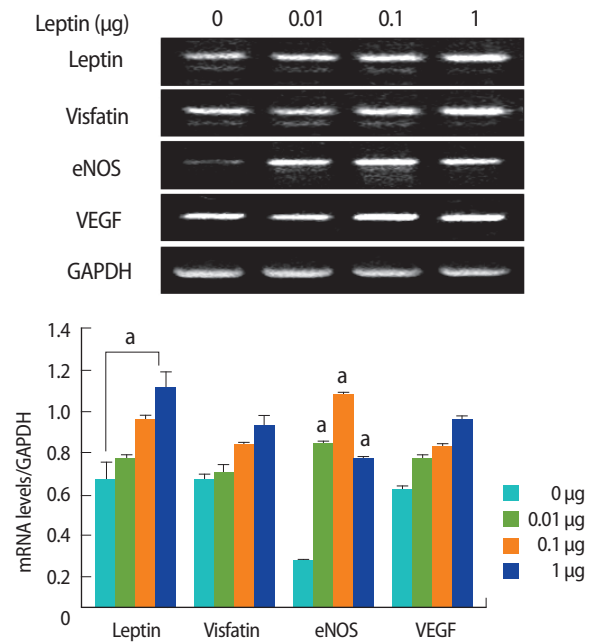 Leptin (μg) 0 0.01 0.1 1
Leptin
Visfatin
eNOS
VEGF
GAPDH
mRNA levels/GAPDH
1.4
1.2
1.0
0.8
0.6
0.4
0.2
0
a
a
a
a
0 μg
0.01 μg
0.1 μg
1 μg
Leptin Visfatin eNOS VEGF